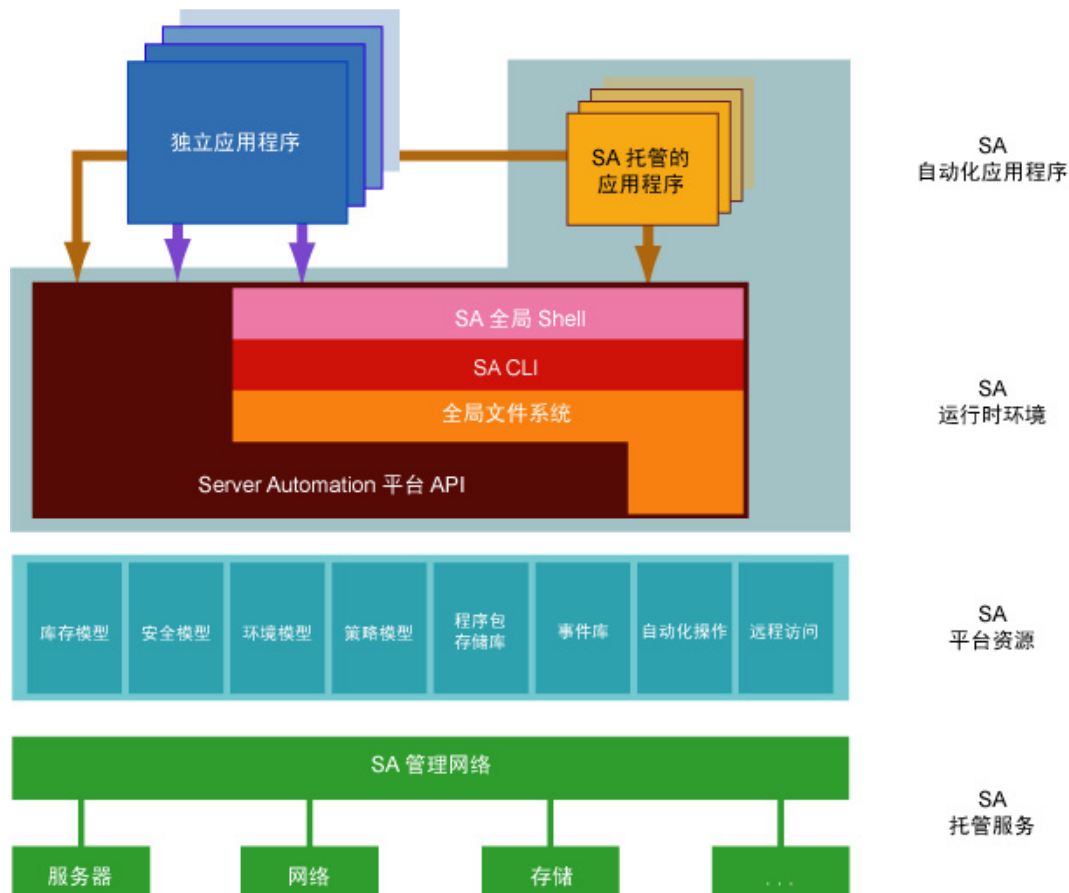 独立应用程序
SA 托管的
应用程序
SA
自动化应用程序
SA 全局 Shell
SA CLI
全局文件系统
Server Automation 平台 API
SA
运行时环境
库存模型
安全模型
环境模型
策略模型
程序包
存储库
事件库
自动化操作
远程访问
SA
平台资源
SA 管理网络
SA
托管服务
服务器
网络
存储
...